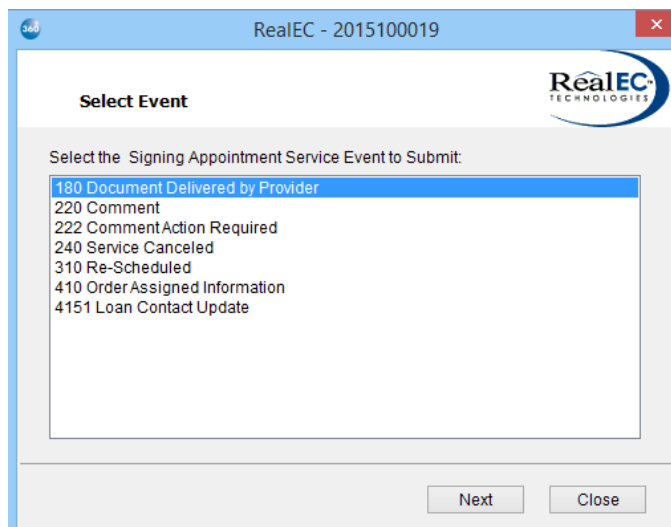 360
RealEC - 2015100019
x
RealEC
TECHNOLOGIES
Select Event
Select the  Signing Appointment Service Event to Submit:
180 Document Delivered by Provider
220 Comment
222 Comment Action Required
240 Service Canceled
310 Re-Scheduled
410 Order Assigned Information
4151 Loan Contact Update
Next
Close